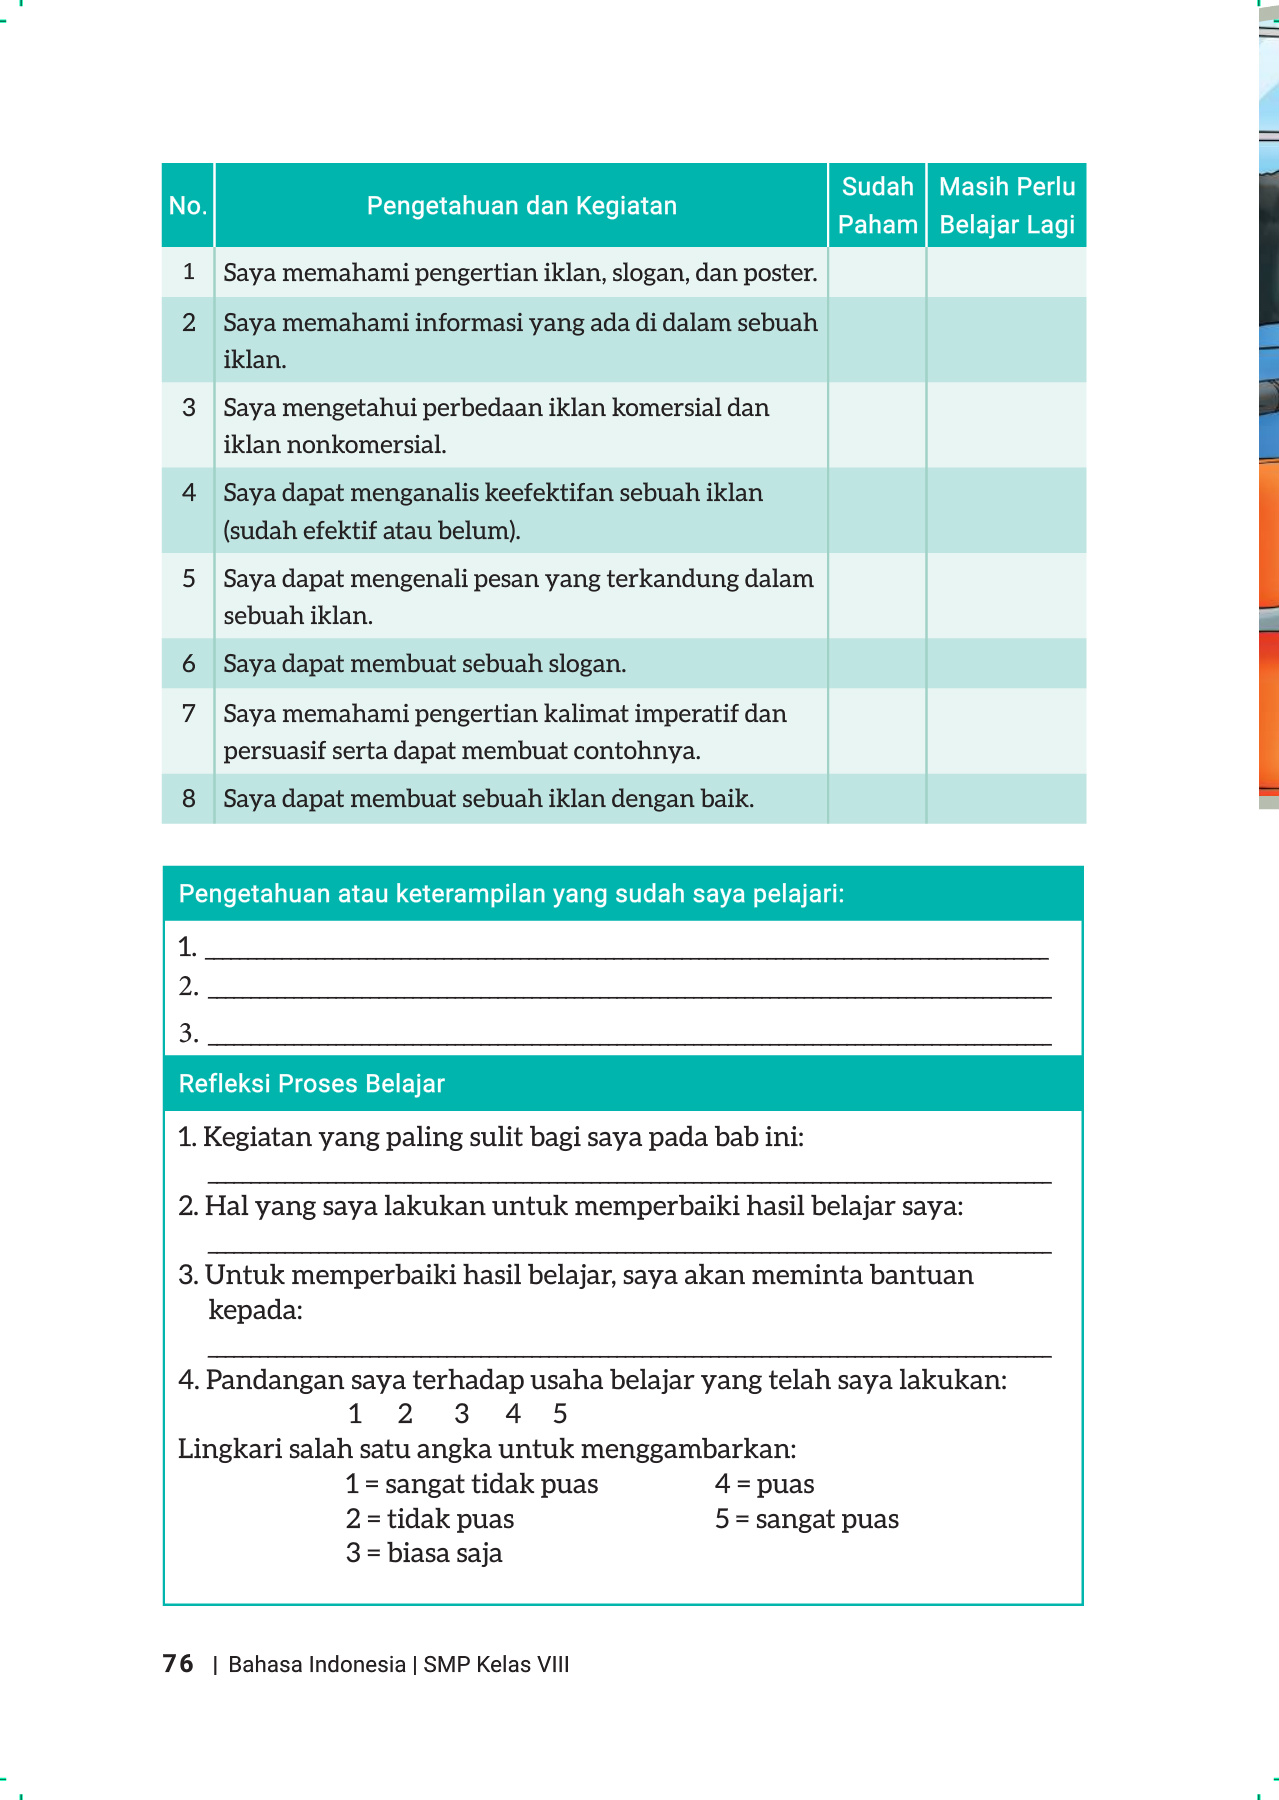 No.
Pengetahuan dan Kegiatan
Sudah
Paham
Masih Perlu
Belajar Lagi
1
Saya memahami pengertian iklan, slogan, dan poster.
2
Saya memahami informasi yang ada di dalam sebuah
iklan.
3
Saya mengetahui perbedaan iklan komersial dan
iklan nonkomersial.
4
Saya dapat menganalis keefektifan sebuah iklan
(sudah efektif atau belum).
5
Saya dapat mengenali pesan yang terkandung dalam
sebuah iklan.
6
Saya dapat membuat sebuah slogan.
7
Saya memahami pengertian kalimat imperatif dan
persuasif serta dapat membuat contohnya.
8
Saya dapat membuat sebuah iklan dengan baik.
Pengetahuan atau keterampilan yang sudah saya pelajari:
1.
2.
3.
Refleksi Proses Belajar
1. Kegiatan yang paling sulit bagi saya pada bab ini:
2. Hal yang saya lakukan untuk memperbaiki hasil belajar saya:
3. Untuk memperbaiki hasil belajar, saya akan meminta bantuan
kepada:
4. Pandangan saya terhadap usaha belajar yang telah saya lakukan:
1 2 3 4 5
Lingkari salah satu angka untuk menggambarkan:
1 = sangat tidak puas 4 = puas
2 = tidak puas 5 = sangat puas
3 = biasa saja
76 | Bahasa Indonesia | SMP Kelas VIII